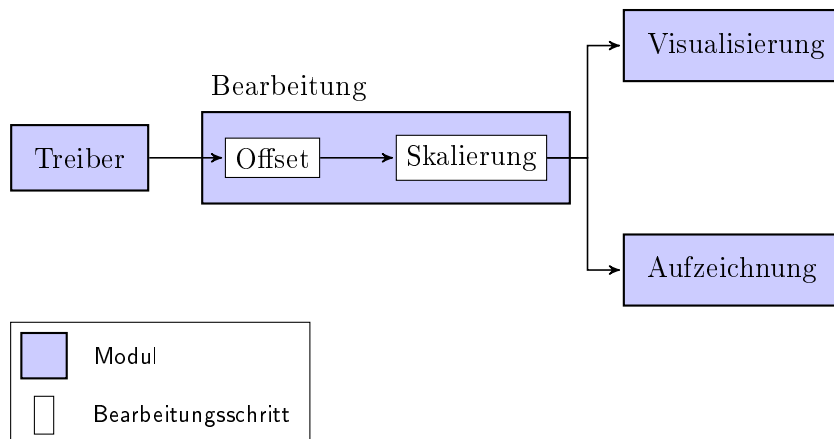 Visualisierung
Bearbeitung
Treiber
Offset
Skalierung
Aufzeichnung
Modul
Bearbeitungsschritt